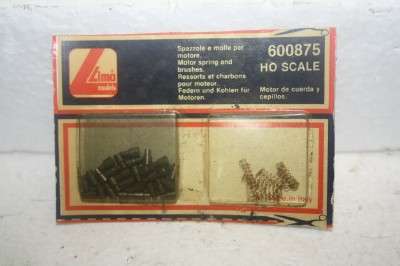 Lima
models
Spazzole e molle per
motore.
Motor spring and
brushes.
Ressorts et charbons
pour moteur.
Federn und Kohlen für
Motoren.
600875
HO SCALE
Motor de cuerda y
cepillos.
in Italy